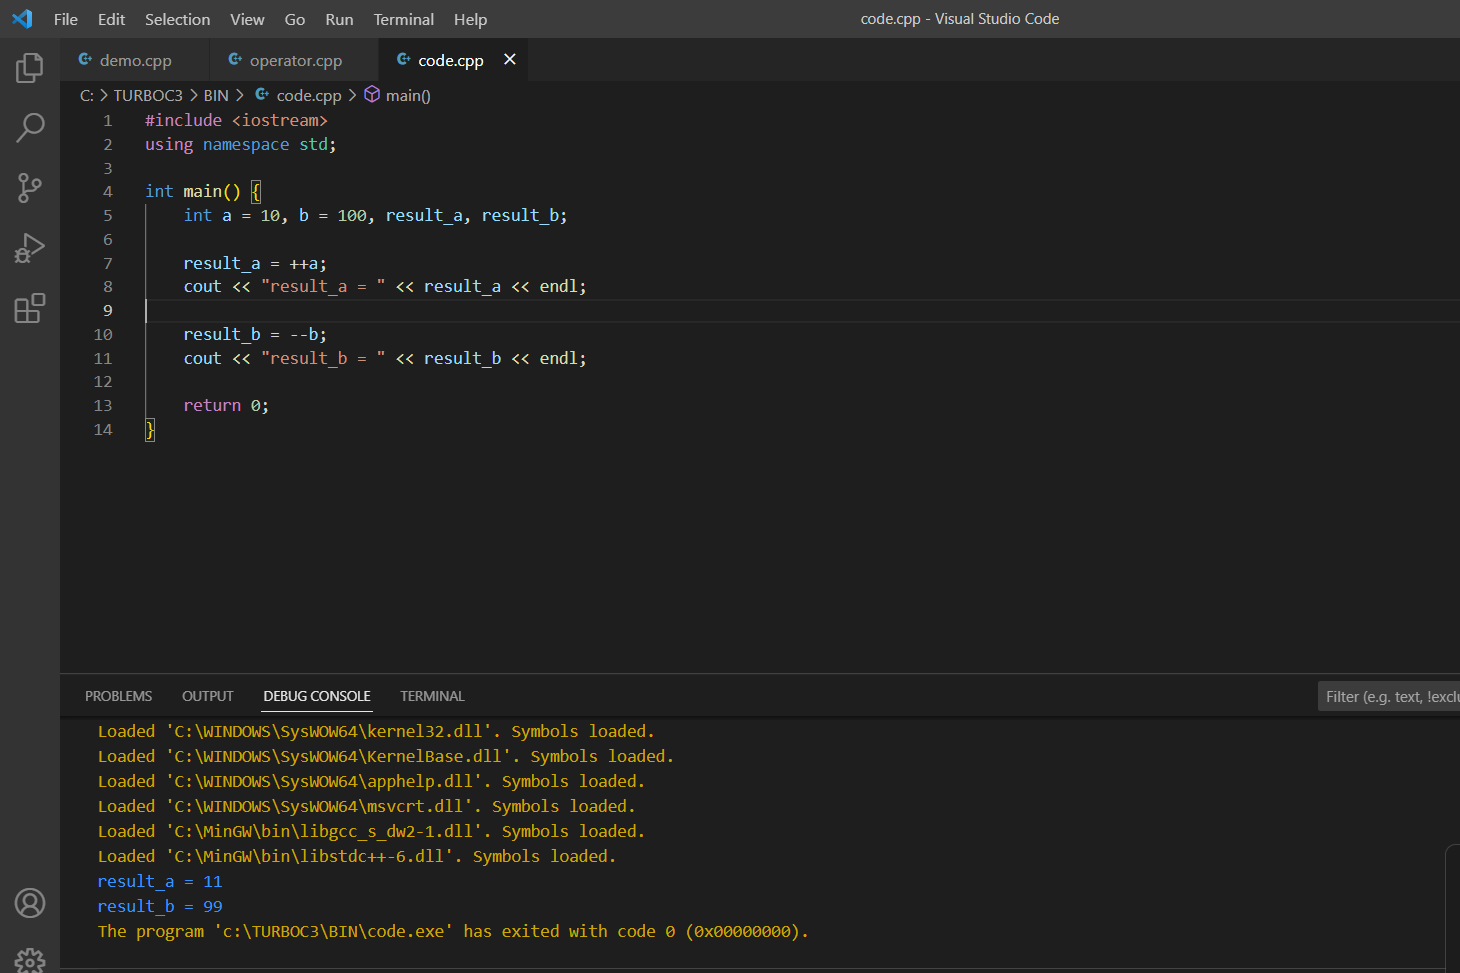 File Edit Selection View Go Run Terminal Help code.cpp - Visual Studio Code
demo.cpp operator.cpp code.cpp
C: > TURBOC3 > BIN > code.cpp > main()
1 #include <iostream>
2 using namespace std;
3
4 int main() {
5 int a = 10, b = 100, result_a, result_b;
6
7 result_a = ++a;
8 cout << "result_a = " << result_a << endl;
9
10 result_b = --b;
11 cout << "result_b = " << result_b << endl;
12
13 return 0;
14 }
PROBLEMS OUTPUT DEBUG CONSOLE TERMINAL Filter (e.g. text, !exclu
Loaded 'C:\WINDOWS\SysWOW64\kernel32.dll'. Symbols loaded.
Loaded 'C:\WINDOWS\SysWOW64\KernelBase.dll'. Symbols loaded.
Loaded 'C:\WINDOWS\SysWOW64\apphelp.dll'. Symbols loaded.
Loaded 'C:\WINDOWS\SysWOW64\msvcrt.dll'. Symbols loaded.
Loaded 'C:\MinGW\bin\libgcc_s_dw2-1.dll'. Symbols loaded.
Loaded 'C:\MinGW\bin\libstdc++-6.dll'. Symbols loaded.
result_a = 11
result_b = 99
The program 'c:\TURBOC3\BIN\code.exe' has exited with code 0 (0x00000000).